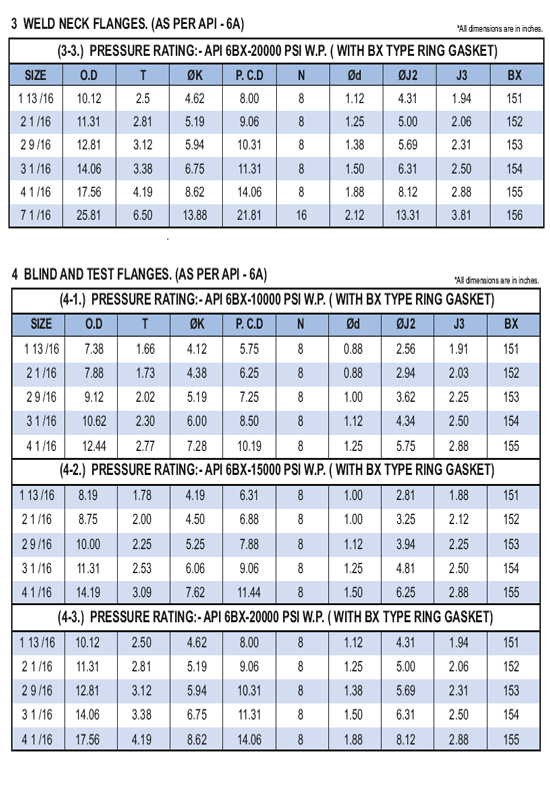 3 WELD NECK FLANGES. (AS PER API - 6A)
*All dimensions are in inches.
(3-3.) PRESSURE RATING:- API 6BX-20000 PSI W.P. ( WITH BX TYPE RING GASKET)
SIZE O.D T ØK P. C.D N Ød ØJ2 J3 BX
1 13 /16 10.12 2.5 4.62 8.00 8 1.12 4.31 1.94 151
2 1 /16 11.31 2.81 5.19 9.06 8 1.25 5.00 2.06 152
2 9 /16 12.81 3.12 5.94 10.31 8 1.38 5.69 2.31 153
3 1 /16 14.06 3.38 6.75 11.31 8 1.50 6.31 2.50 154
4 1 /16 17.56 4.19 8.62 14.06 8 1.88 8.12 2.88 155
7 1 /16 25.81 6.50 13.88 21.81 16 2.12 13.31 3.81 156
4 BLIND AND TEST FLANGES. (AS PER API - 6A)
*All dimensions are in inches.
(4-1.) PRESSURE RATING:- API 6BX-10000 PSI W.P. ( WITH BX TYPE RING GASKET)
SIZE O.D T ØK P. C.D N Ød ØJ2 J3 BX
1 13 /16 7.38 1.66 4.12 5.75 8 0.88 2.56 1.91 151
2 1 /16 7.88 1.73 4.38 6.25 8 0.88 2.94 2.03 152
2 9 /16 9.12 2.02 5.19 7.25 8 1.00 3.62 2.25 153
3 1 /16 10.62 2.30 6.00 8.50 8 1.12 4.34 2.50 154
4 1 /16 12.44 2.77 7.28 10.19 8 1.25 5.75 2.88 155
(4-2.) PRESSURE RATING:- API 6BX-15000 PSI W.P. ( WITH BX TYPE RING GASKET)
1 13 /16 8.19 1.78 4.19 6.31 8 1.00 2.81 1.88 151
2 1 /16 8.75 2.00 4.50 6.88 8 1.00 3.25 2.12 152
2 9 /16 10.00 2.25 5.25 7.88 8 1.12 3.94 2.25 153
3 1 /16 11.31 2.53 6.06 9.06 8 1.25 4.81 2.50 154
4 1 /16 14.19 3.09 7.62 11.44 8 1.50 6.25 2.88 155
(4-3.) PRESSURE RATING:- API 6BX-20000 PSI W.P. ( WITH BX TYPE RING GASKET)
1 13 /16 10.12 2.50 4.62 8.00 8 1.12 4.31 1.94 151
2 1 /16 11.31 2.81 5.19 9.06 8 1.25 5.00 2.06 152
2 9 /16 12.81 3.12 5.94 10.31 8 1.38 5.69 2.31 153
3 1 /16 14.06 3.38 6.75 11.31 8 1.50 6.31 2.50 154
4 1 /16 17.56 4.19 8.62 14.06 8 1.88 8.12 2.88 155